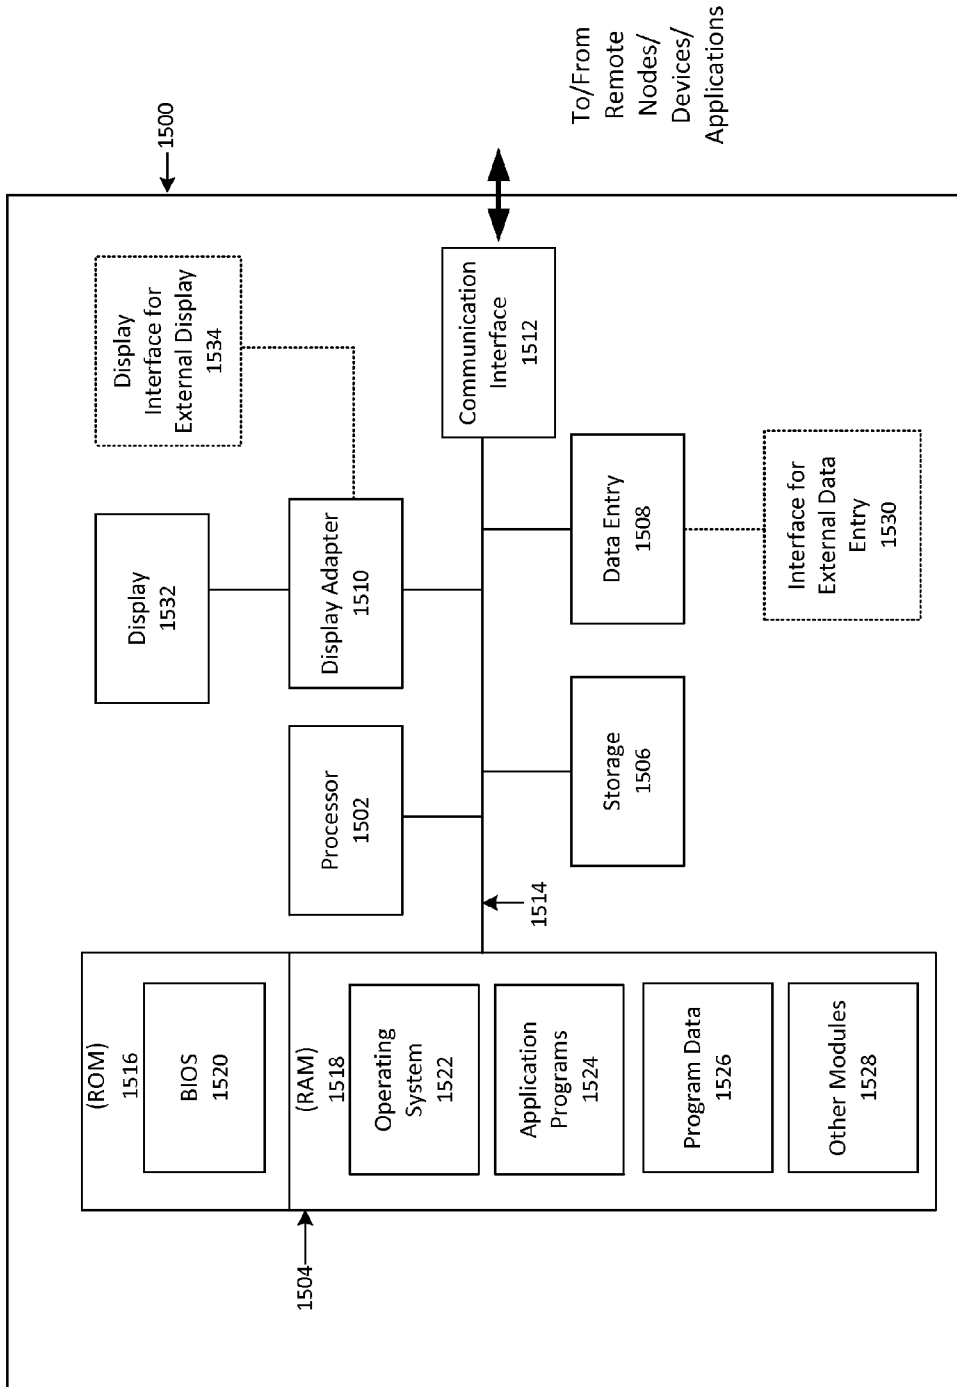 1500
(ROM)
1516
BIOS
1520
(RAM)
1518
Operating
System
1522
Application
Programs
1524
Program Data
1526
Other Modules
1528
1504
1514
Processor
1502
Storage
1506
Display
1532
Display Adapter
1510
Display
Interface for
External Display
1534
Data Entry
1508
Interface for
External Data
Entry
1530
Communication
Interface
1512
To/From
Remote
Nodes/
Devices/
Applications